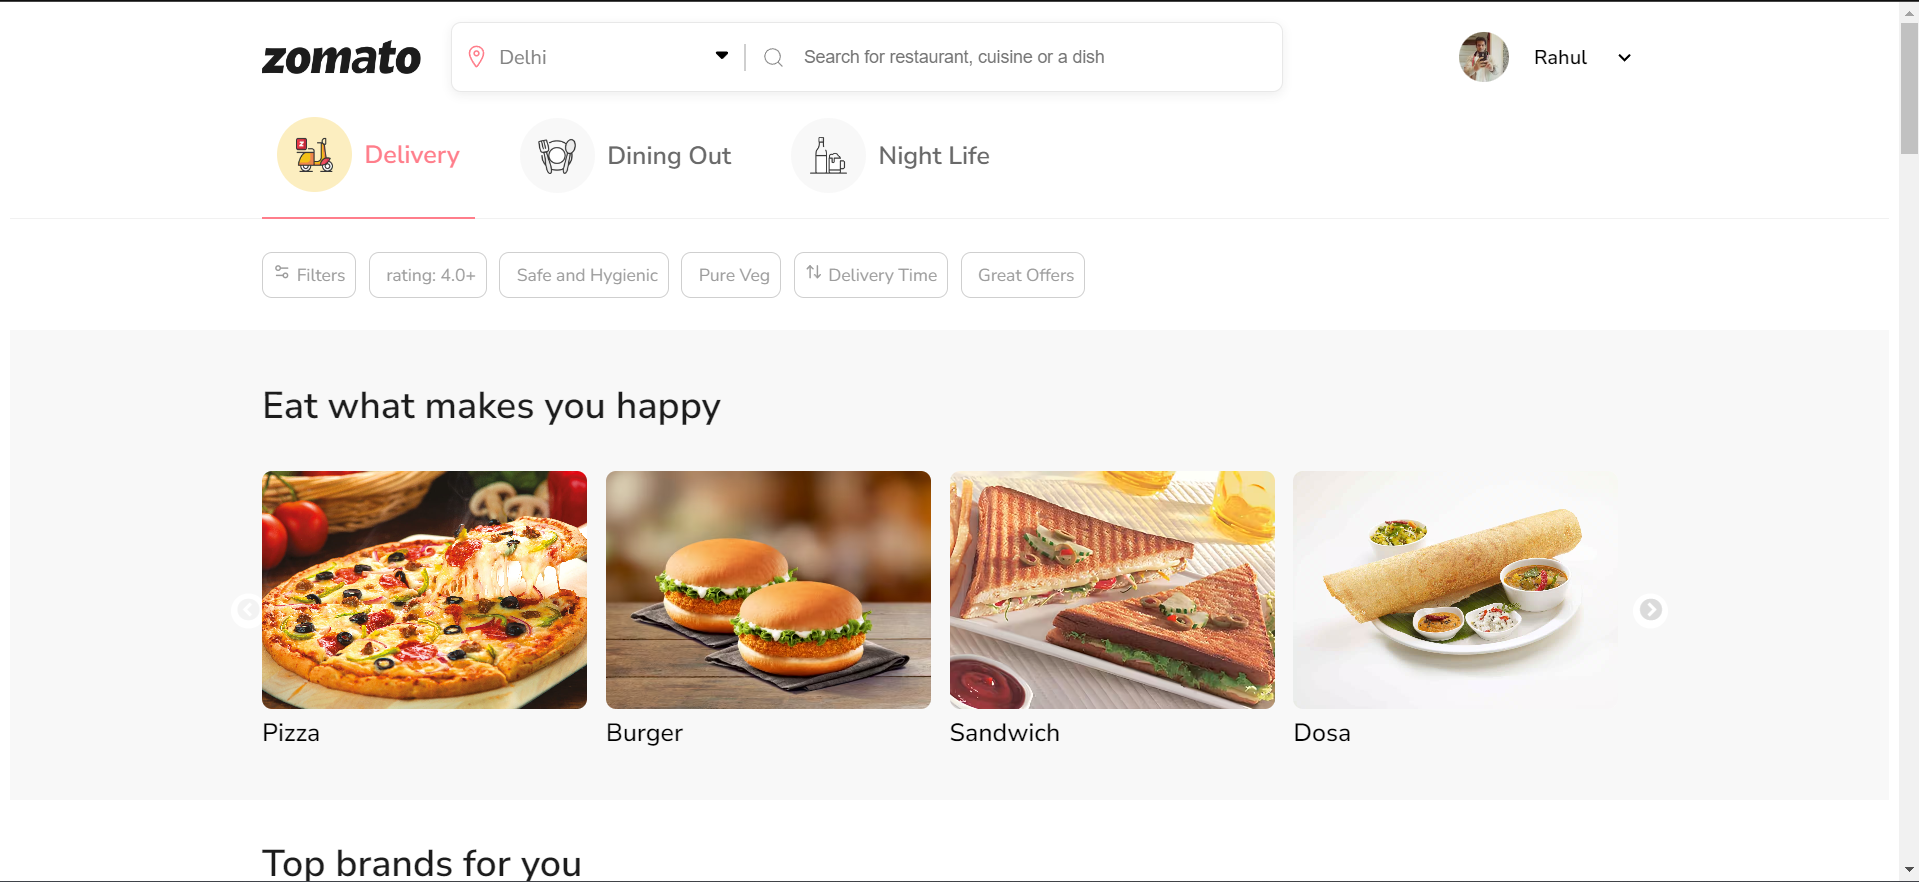 zomato
Delhi
Search for restaurant, cuisine or a dish
Rahul
Delivery
Dining Out
Night Life
Filters
rating: 4.0+
Safe and Hygienic
Pure Veg
Delivery Time
Great Offers
Eat what makes you happy
Pizza
Burger
Sandwich
Dosa
Top brands for you